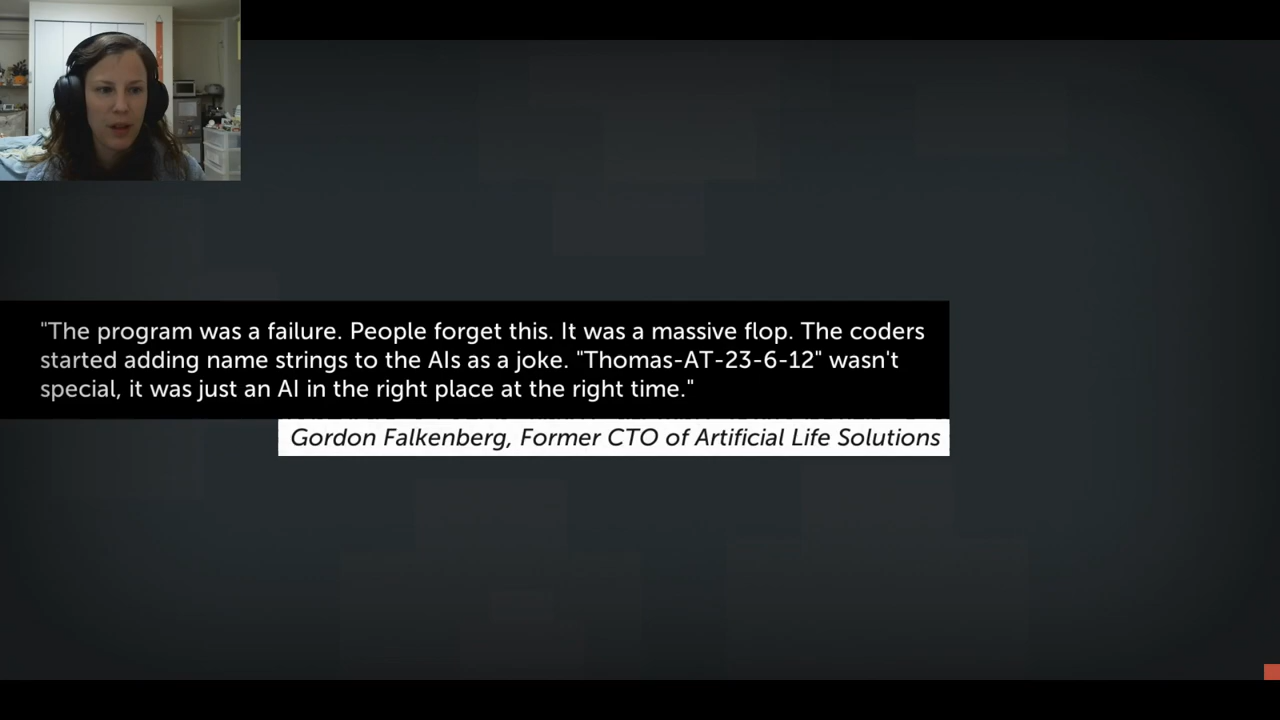 "The program was a failure. People forget this. It was a massive flop. The coders
started adding name strings to the AIs as a joke. "Thomas-AT-23-6-12" wasn't
special, it was just an AI in the right place at the right time."
Gordon Falkenberg, Former CTO of Artificial Life Solutions